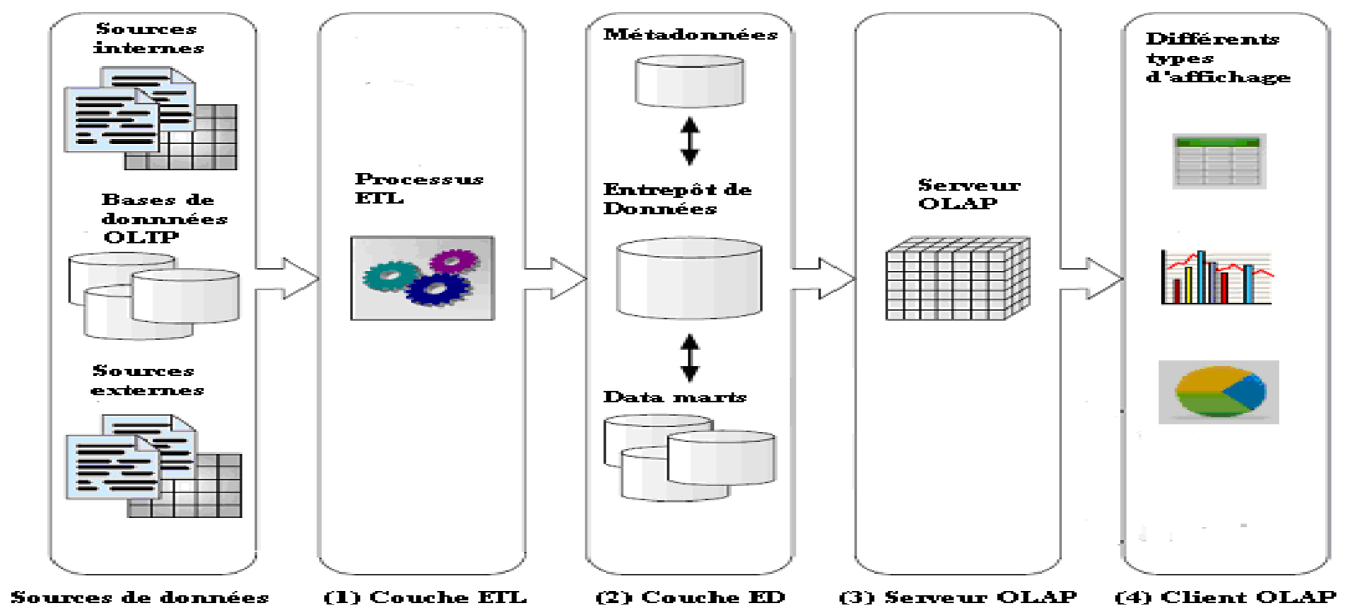 Sources
internes
Bases de
donnnées
OLTP
Sources
externes
Sources de données
Processus
ETL
(1) Couche ETL
Métadonnées
Entrepôt de
Données
Data marts
(2) Couche ED
Serveur
OLAP
(3) Serveur OLAP
Différents
types
d'affichage
(4) Client OLAP